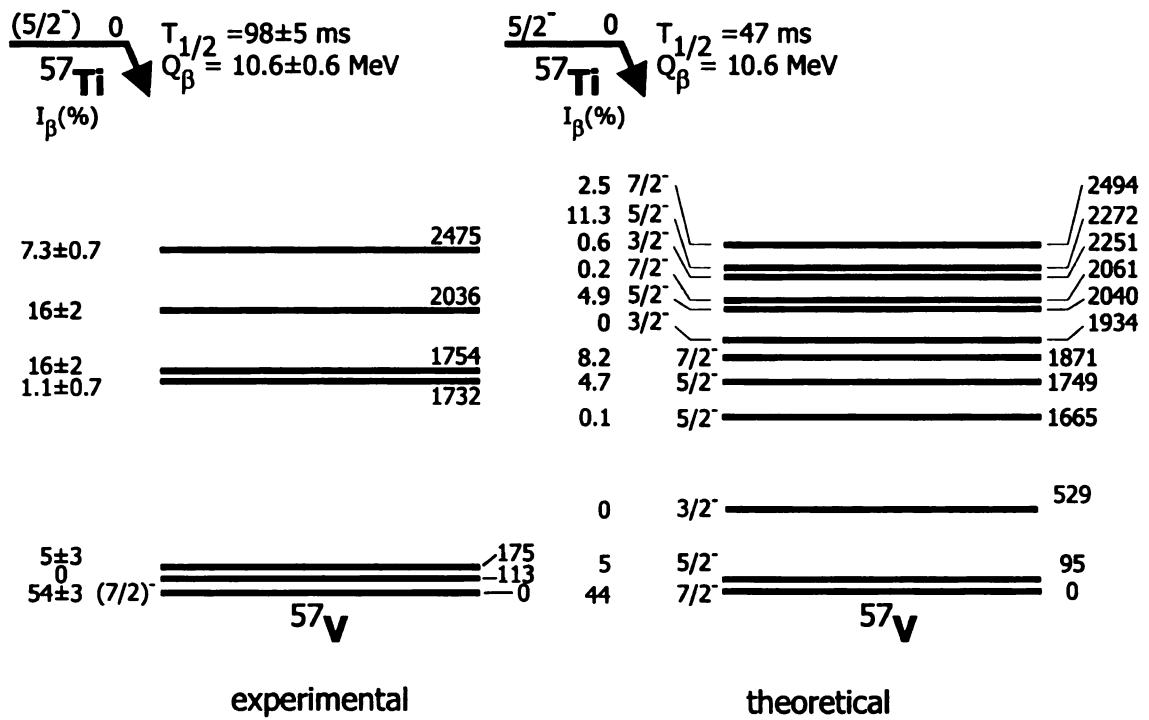 (5/2⁻) 0 T1/2 =98±5 ms
57Ti Qβ = 10.6±0.6 MeV
Iβ(%)
7.3±0.7 2475
16±2 2036
16±2 1754
1.1±0.7 1732
5±3 175
0 113
54±3 (7/2)⁻ 0
57V
experimental
5/2⁻ 0 T1/2 =47 ms
57Ti Qβ = 10.6 MeV
Iβ(%)
2.5 7/2⁻ 2494
11.3 5/2⁻ 2272
0.6 3/2⁻ 2251
0.2 7/2⁻ 2061
4.9 5/2⁻ 2040
0 3/2⁻ 1934
8.2 7/2⁻ 1871
4.7 5/2⁻ 1749
0.1 5/2⁻ 1665
0 3/2⁻ 529
5 5/2⁻ 95
44 7/2⁻ 0
57V
theoretical